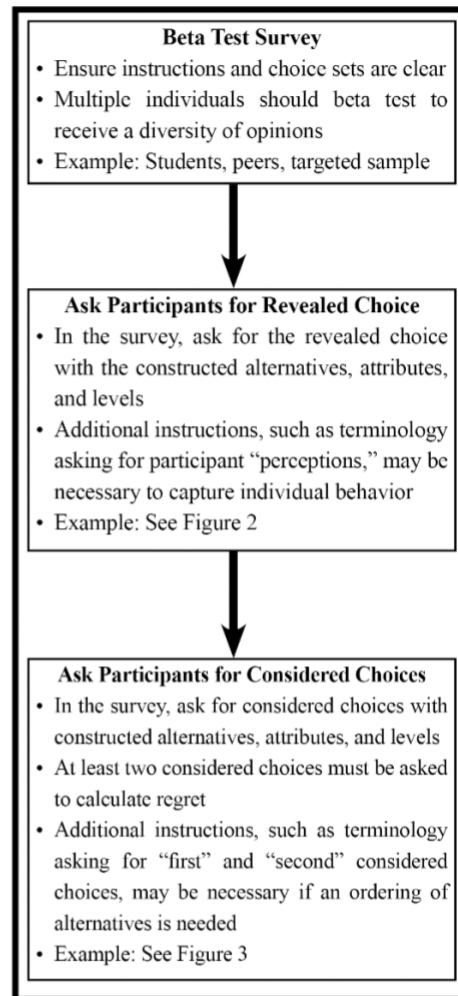 Beta Test Survey
• Ensure instructions and choice sets are clear
• Multiple individuals should beta test to
receive a diversity of opinions
• Example: Students, peers, targeted sample
Ask Participants for Revealed Choice
• In the survey, ask for the revealed choice
with the constructed alternatives, attributes,
and levels
• Additional instructions, such as terminology
asking for participant “perceptions,” may be
necessary to capture individual behavior
• Example: See Figure 2
Ask Participants for Considered Choices
• In the survey, ask for considered choices with
constructed alternatives, attributes, and levels
• At least two considered choices must be asked
to calculate regret
• Additional instructions, such as terminology
asking for “first” and “second” considered
choices, may be necessary if an ordering of
alternatives is needed
• Example: See Figure 3